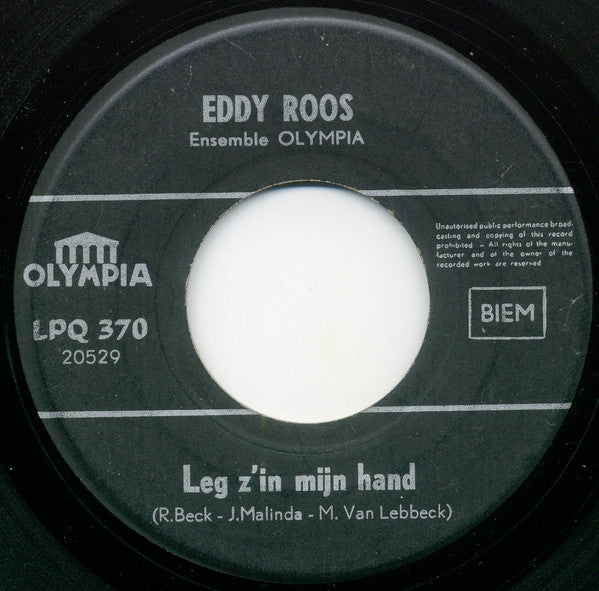 EDDY ROOS
Ensemble OLYMPIA
Unautorised public performance broad-
casting and copying of this record
prohibited – All rights of the manu-
facturer and of the owner of the
recorded work are reserved
OLYMPIA
LPQ 370
20529
BIEM
Leg z'in mijn hand
(R.Beck - J.Malinda - M. Van Lebbeck)